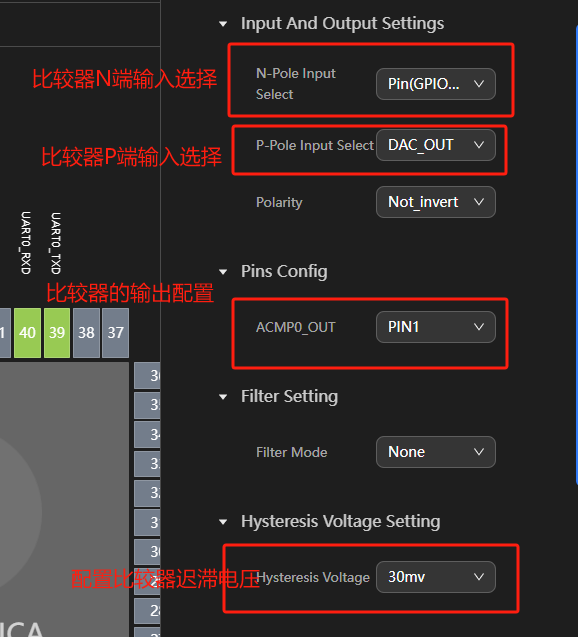 Input And Output Settings
比较器N端输入选择
N-Pole Input
Select
Pin(GPIO...
比较器P端输入选择
P-Pole Input Select
DAC_OUT
Polarity
Not_invert
UART0_RXD
UART0_TXD
Pins Config
比较器的输出配置
40
39
38
37
ACMP0_OUT
PIN1
Filter Setting
Filter Mode
None
Hysteresis Voltage Setting
配置比较器迟滞电压
Hysteresis Voltage
30mv